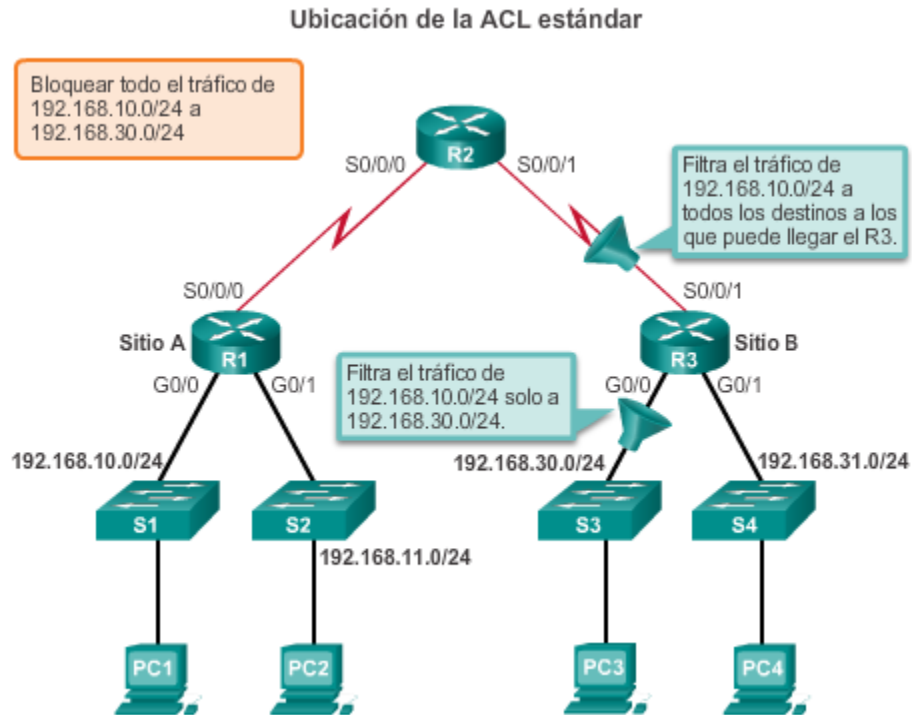 Ubicación de la ACL estándar
Bloquear todo el tráfico de
192.168.10.0/24 a
192.168.30.0/24
R2
S0/0/0
S0/0/1
Filtra el tráfico de
192.168.10.0/24 a
todos los destinos a los
que puede llegar el R3.
S0/0/0
S0/0/1
Sitio A
R1
R3
Sitio B
G0/0
G0/1
Filtra el tráfico de
192.168.10.0/24 solo a
192.168.30.0/24.
G0/0
G0/1
192.168.10.0/24
192.168.30.0/24
192.168.31.0/24
S1
S2
S3
S4
192.168.11.0/24
PC1
PC2
PC3
PC4